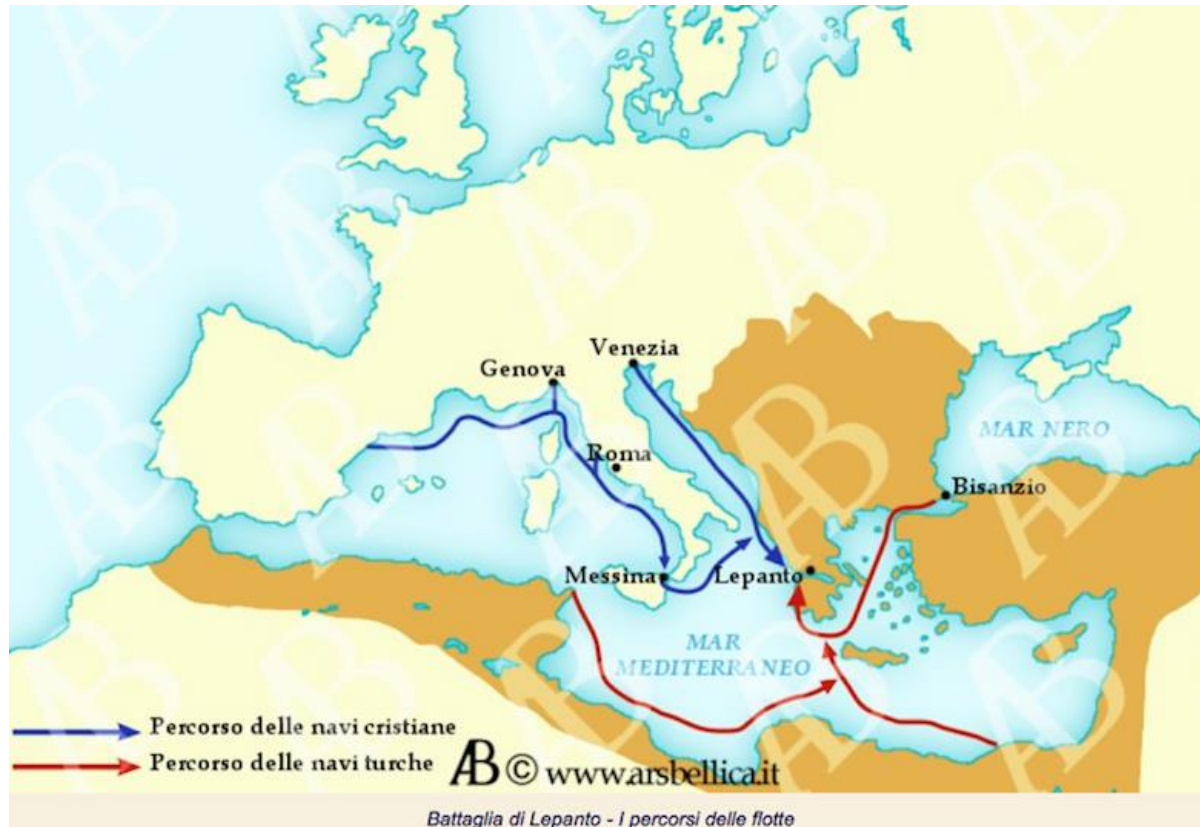 Venezia
Genova
MAR NERO
Roma
Bisanzio
Messina
Lepanto
MAR
MEDITERRANEO
Percorso delle navi cristiane
Percorso delle navi turche
AB © www.arsbellica.it
Battaglia di Lepanto - I percorsi delle flotte